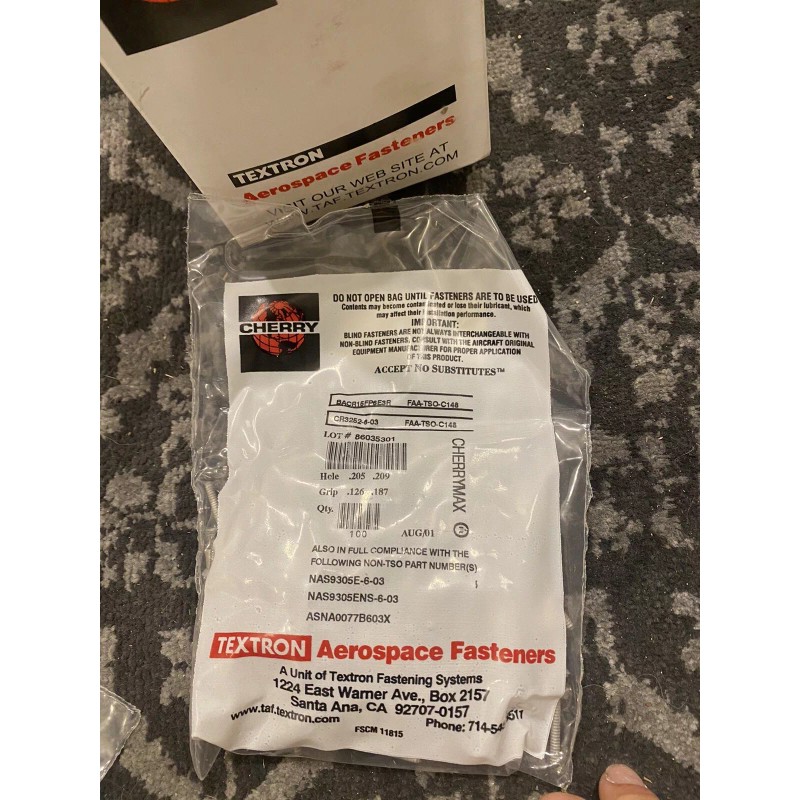 TEXTRON
Aerospace Fasteners
VISIT OUR WEB SITE AT
WWW.TAF.TEXTRON.COM
CHERRY
DO NOT OPEN BAG UNTIL FASTENERS ARE TO BE USED
Contents may become contaminated or lose their lubricant, which
may affect their installation performance.
IMPORTANT:
BLIND FASTENERS ARE NOT ALWAYS INTERCHANGEABLE WITH
NON-BLIND FASTENERS. CONSULT WITH THE AIRCRAFT ORIGINAL
EQUIPMENT MANUFACTURER FOR PROPER APPLICATION
OF THIS PRODUCT.
ACCEPT NO SUBSTITUTES™
FAA-TSO-C148
CR3252-6-03 FAA-TSO-C148
LOT # 86035301
Hole .205 .209
Grip .126 .187
Qty.
100
AUG/01
CHERRYMAX
ALSO IN FULL COMPLIANCE WITH THE
FOLLOWING NON-TSO PART NUMBER(S)
NAS9305E-6-03
NAS9305ENS-6-03
ASNA0077B603X
TEXTRON Aerospace Fasteners
A Unit of Textron Fastening Systems
1224 East Warner Ave., Box 2157
Santa Ana, CA 92707-0157
www.taf.textron.com Phone: 714-54 511
FSCM 11815